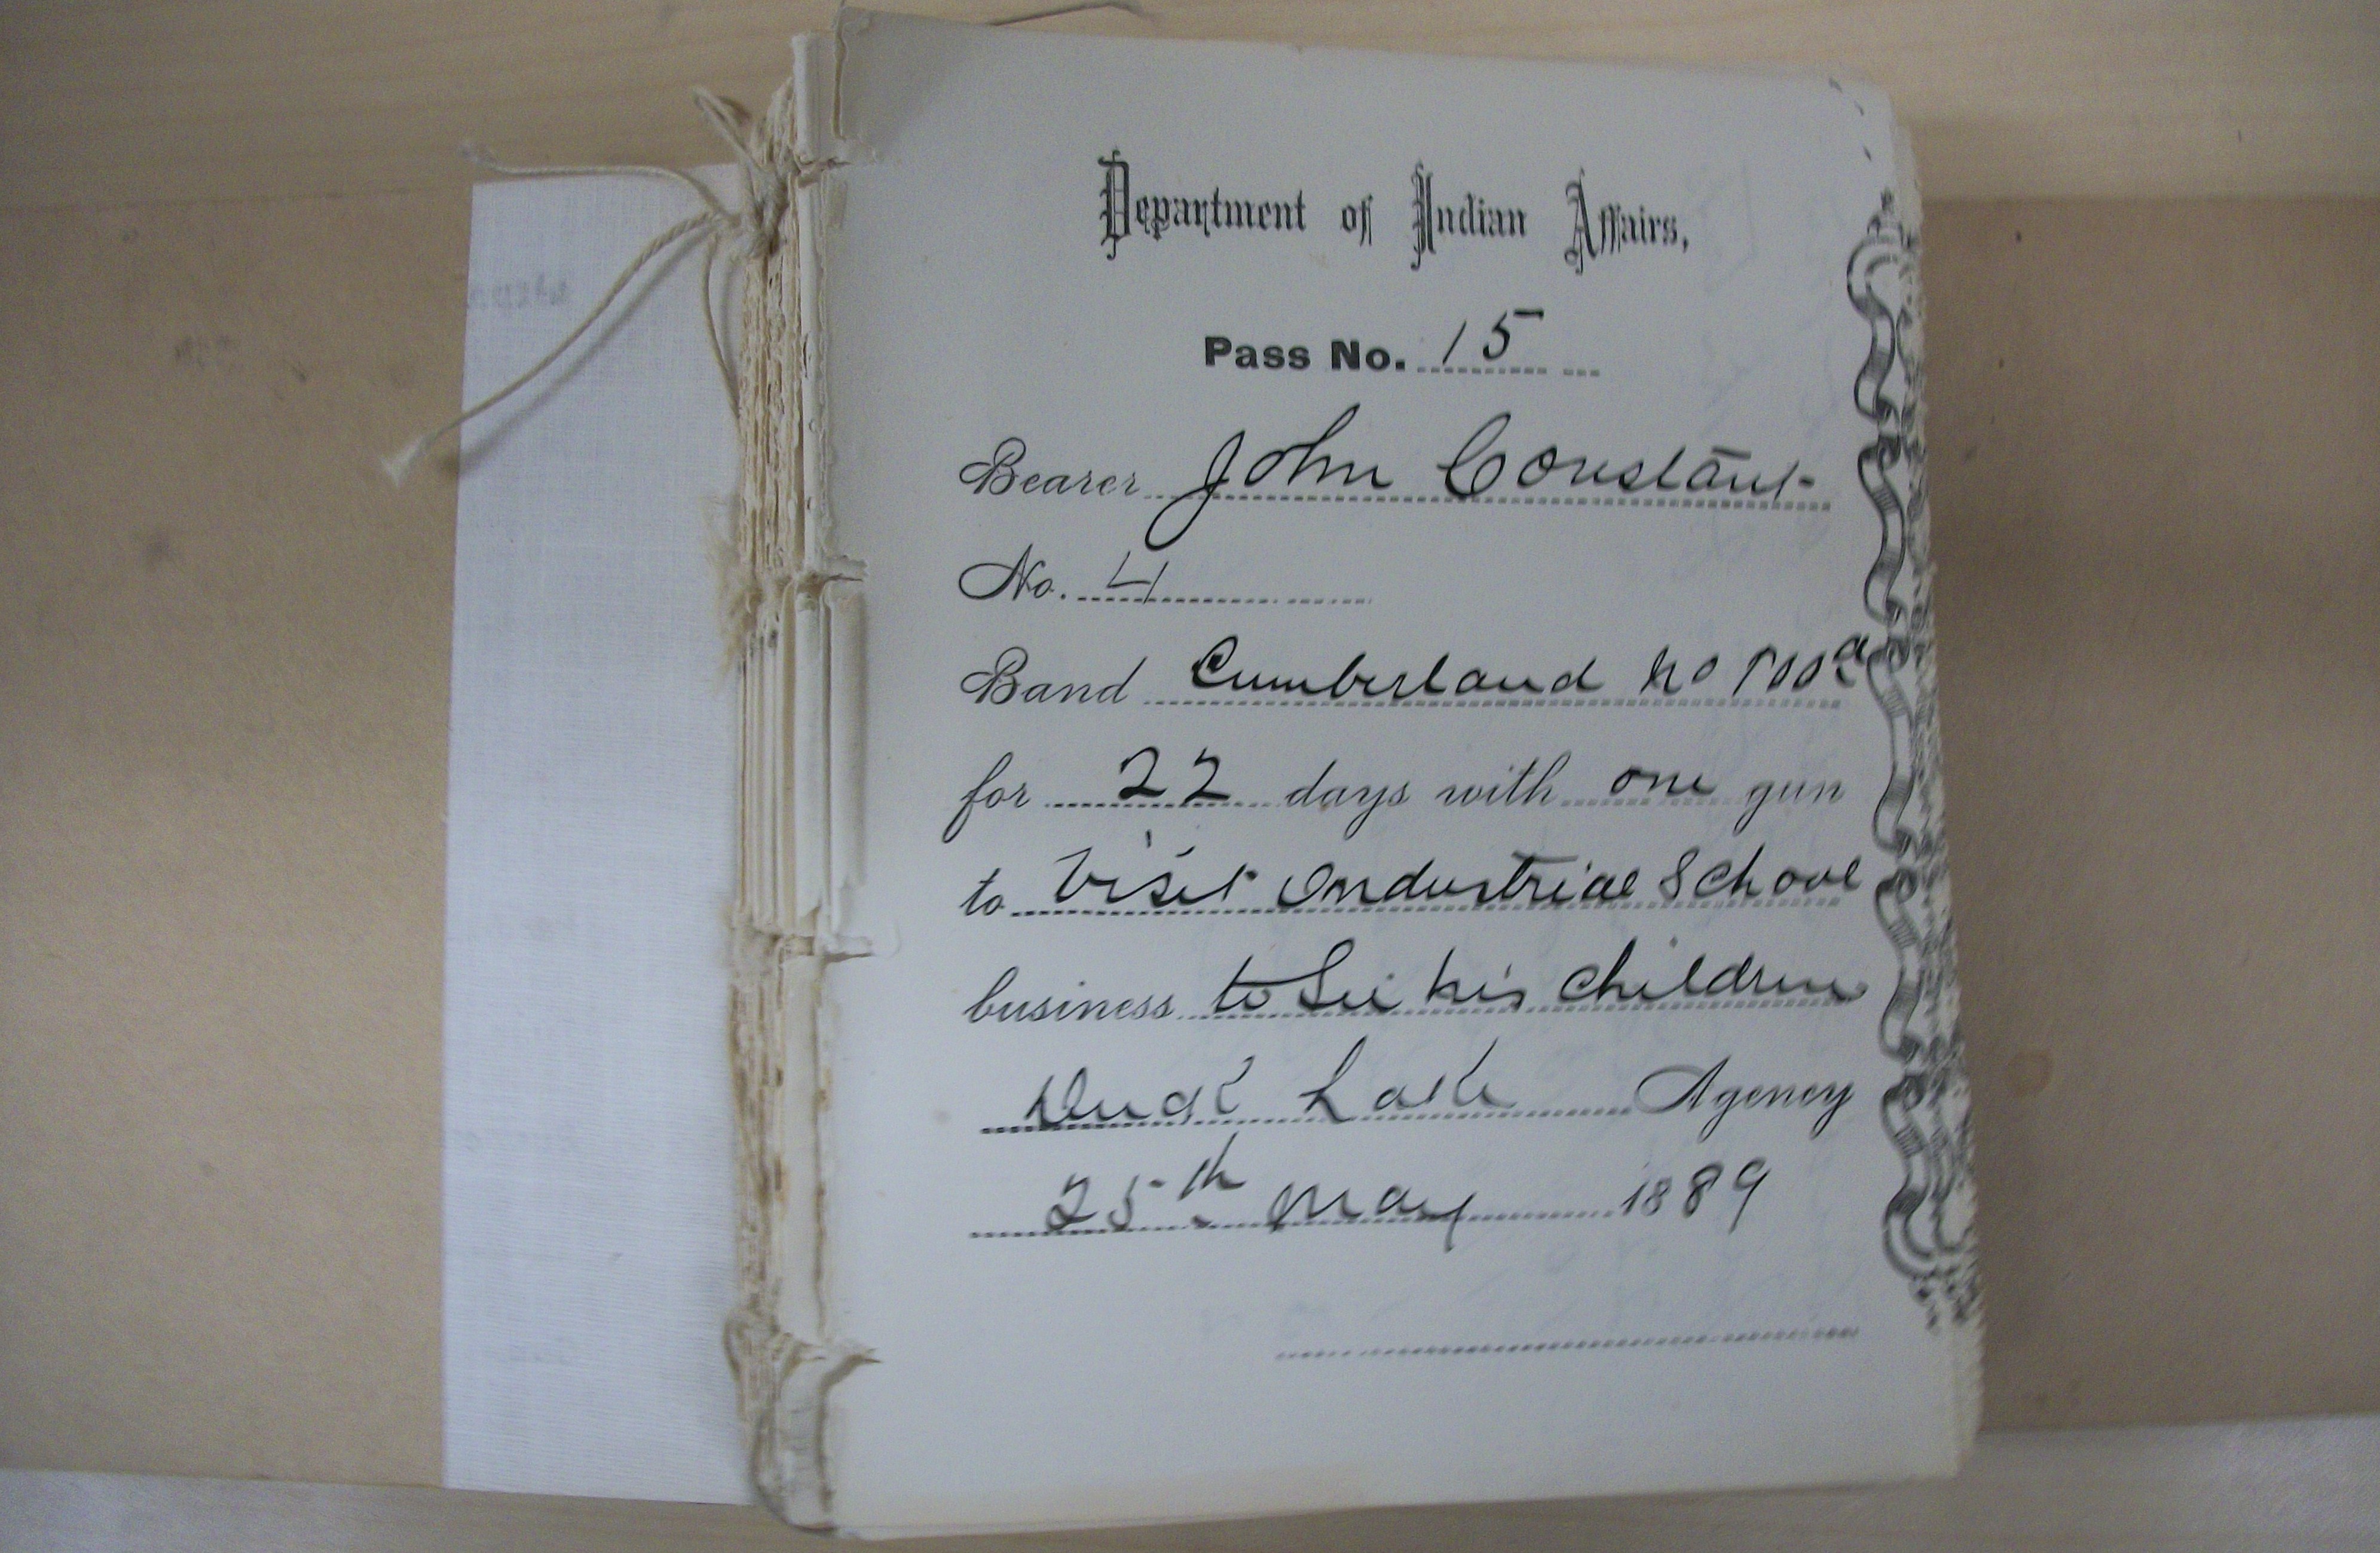 Department of Indian Affairs,
Pass No. 15
Bearer John Constant
No. 4
Band Cumberland No 100a
for 22 days with one gun
to Visit Industrial School
business to See his Children
Duck Lake Agency
25th May 1889